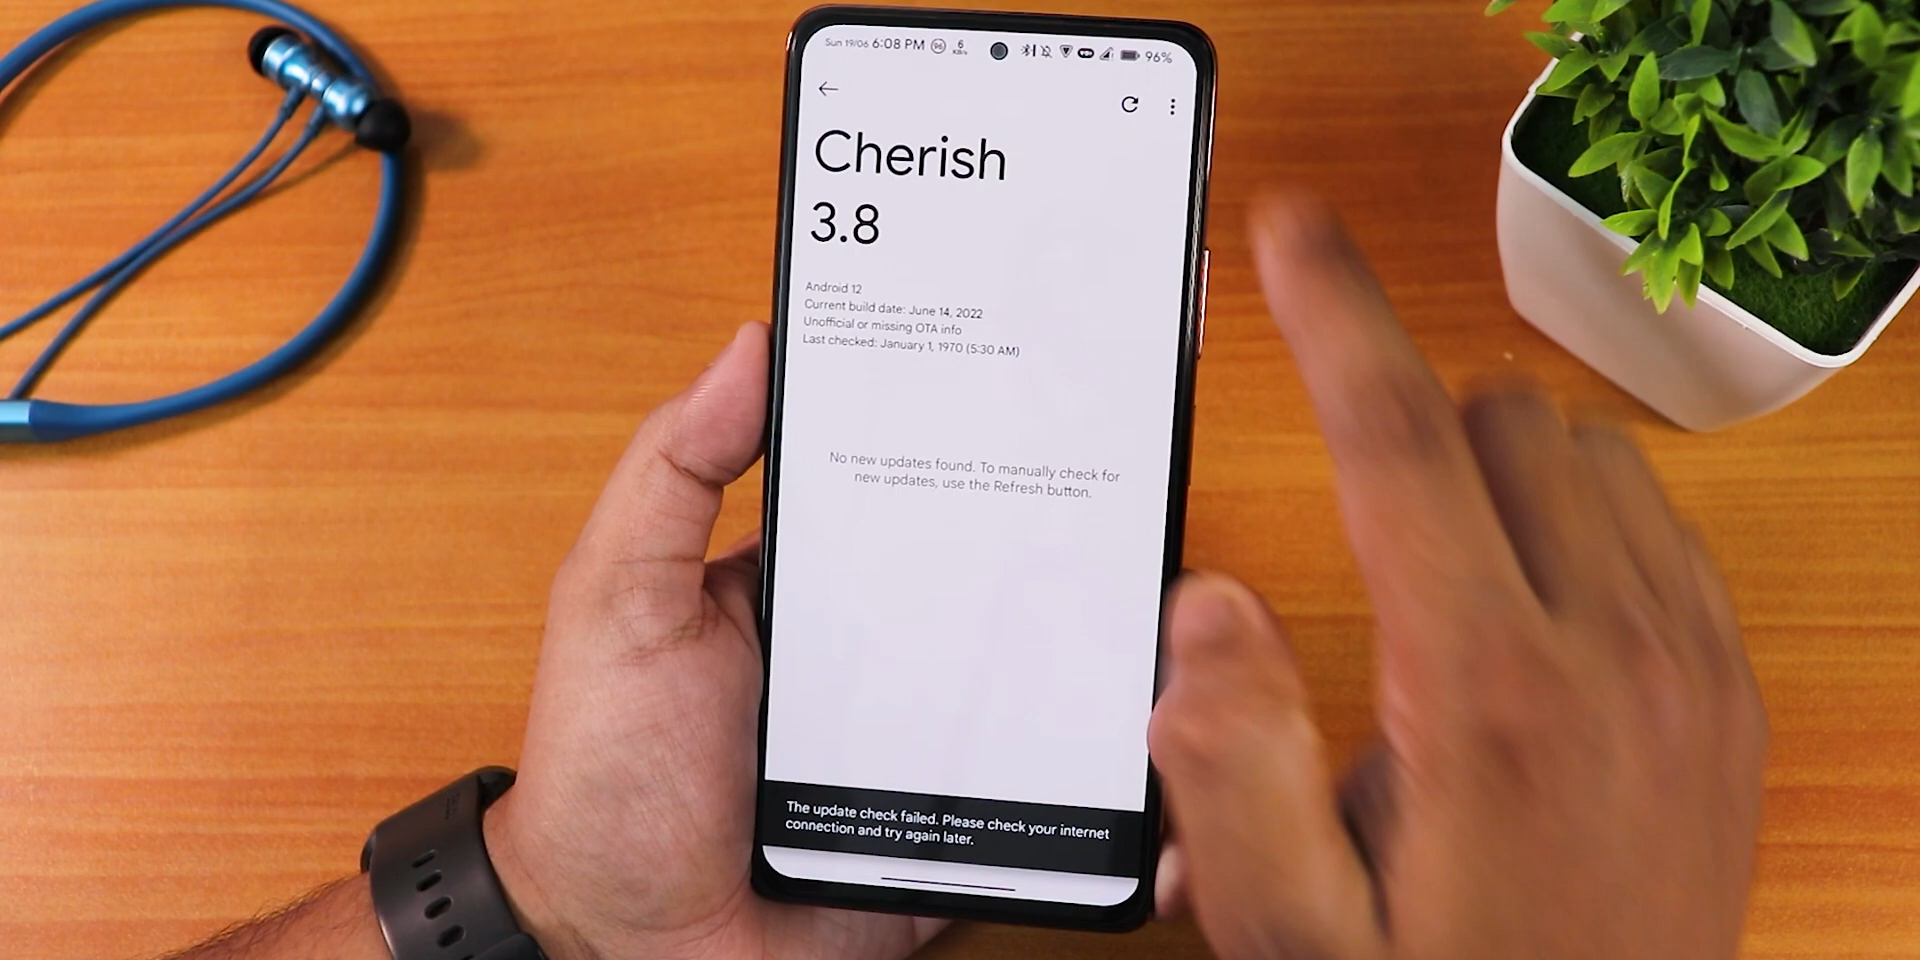 Sun 19/06 6:08 PM 96 6 KB/s 96%
Cherish
3.8
Android 12
Current build date: June 14, 2022
Unofficial or missing OTA info
Last checked: January 1, 1970 (5:30 AM)
No new updates found. To manually check for
new updates, use the Refresh button.
The update check failed. Please check your internet
connection and try again later.